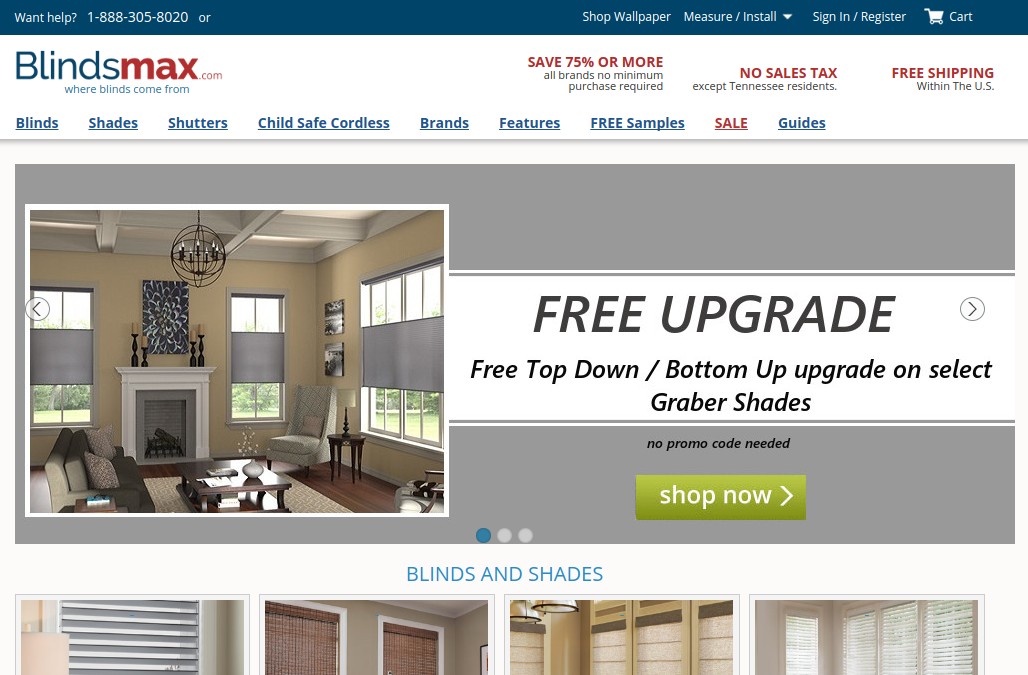 Want help? 1-888-305-8020 or
Shop Wallpaper Measure / Install Sign In / Register Cart
Blindsmax.com
where blinds come from
SAVE 75% OR MORE
all brands no minimum
purchase required
NO SALES TAX
except Tennessee residents.
FREE SHIPPING
Within The U.S.
Blinds Shades Shutters Child Safe Cordless Brands Features FREE Samples SALE Guides
FREE UPGRADE
Free Top Down / Bottom Up upgrade on select
Graber Shades
no promo code needed
shop now
BLINDS AND SHADES